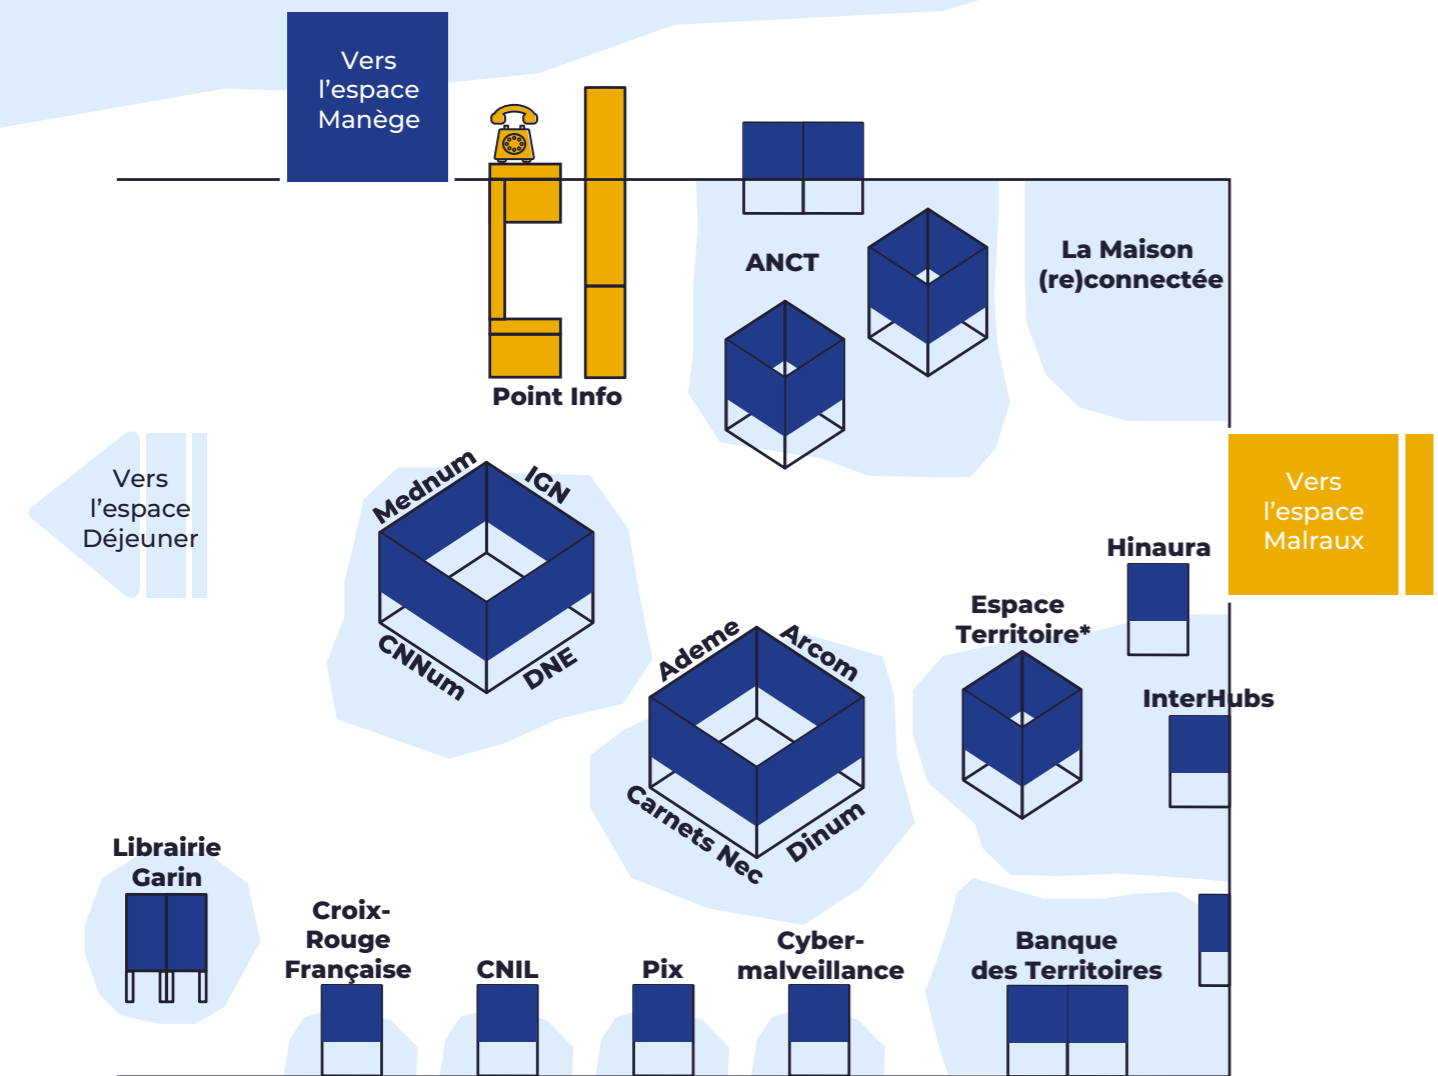 Vers
l’espace
Manège
ANCT
La Maison
(re)connectée
Point Info
Vers
l’espace
Déjeuner
Mednum
IGN
CNNum
DNE
Vers
l’espace
Malraux
Hinaura
Espace
Territoire*
InterHubs
Ademe
Arcom
Carnets Nec
Dinum
Librairie
Garin
Croix-
Rouge
Française
CNIL
Pix
Cyber-
malveillance
Banque
des Territoires